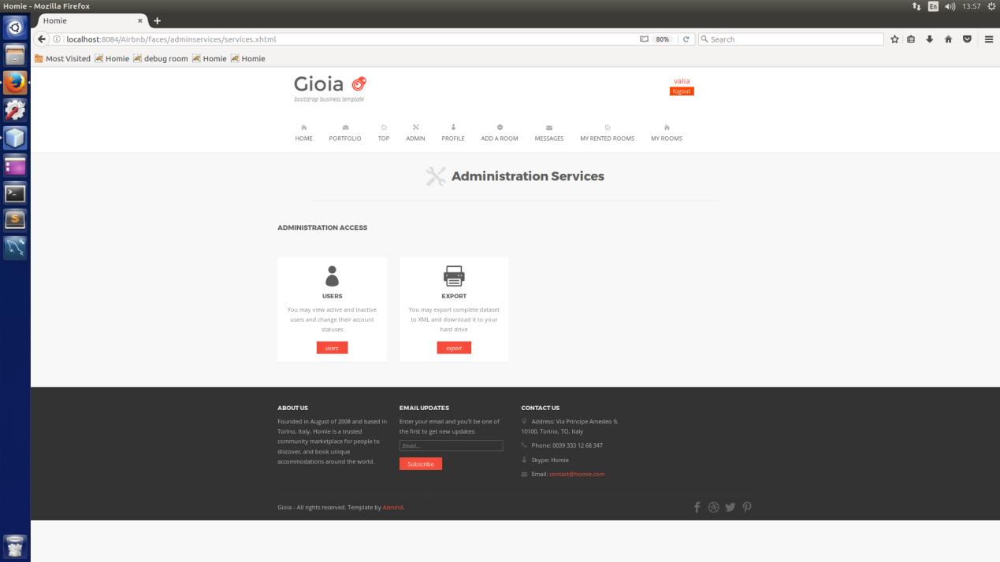 Homie - Mozilla Firefox
En
13:57
Homie
localhost:8084/Airbnb/faces/adminservices/services.xhtml
80%
Search
Most Visited
Homie
debug room
Homie
Homie
Gioia
bootstrap business template
valia
logout
HOME
PORTFOLIO
TOP
ADMIN
PROFILE
ADD A ROOM
MESSAGES
MY RENTED ROOMS
MY ROOMS
Administration Services
ADMINISTRATION ACCESS
USERS
You may view active and inactive
users and change their account
statuses
users
EXPORT
You may export complete dataset
to XML and download it to your
hard drive
export
ABOUT US
Founded in August of 2008 and based in
Torino, Italy, Homie is a trusted
community marketplace for people to
discover, and book unique
accommodations around the world.
EMAIL UPDATES
Enter your email and you'll be one of
the first to get new updates:
Email...
Subscribe
CONTACT US
Address: Via Principe Amedeo 9,
10100, Torino, TO, Italy
Phone: 0039 333 12 68 347
Skype: Homie
Email: contact@homie.com
Gioia - All rights reserved. Template by Azmind.